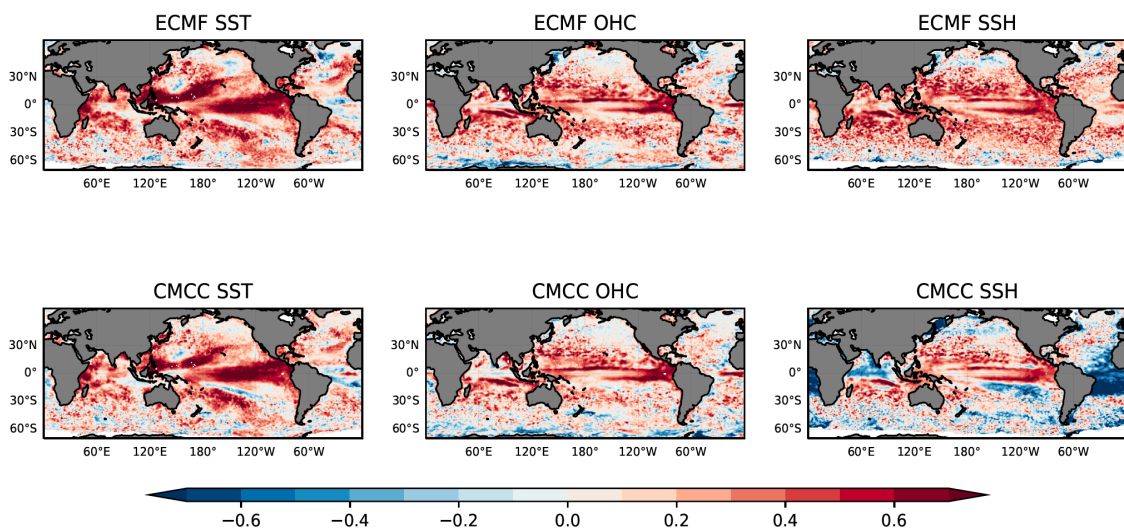 ECMF SST ECMF OHC ECMF SSH
30°N 30°N 30°N
0° 0° 0°
30°S 30°S 30°S
60°S 60°S 60°S
60°E 120°E 180° 120°W 60°W 60°E 120°E 180° 120°W 60°W 60°E 120°E 180° 120°W 60°W
CMCC SST CMCC OHC CMCC SSH
30°N 30°N 30°N
0° 0° 0°
30°S 30°S 30°S
60°S 60°S 60°S
60°E 120°E 180° 120°W 60°W 60°E 120°E 180° 120°W 60°W 60°E 120°E 180° 120°W 60°W
−0.6 −0.4 −0.2 0.0 0.2 0.4 0.6